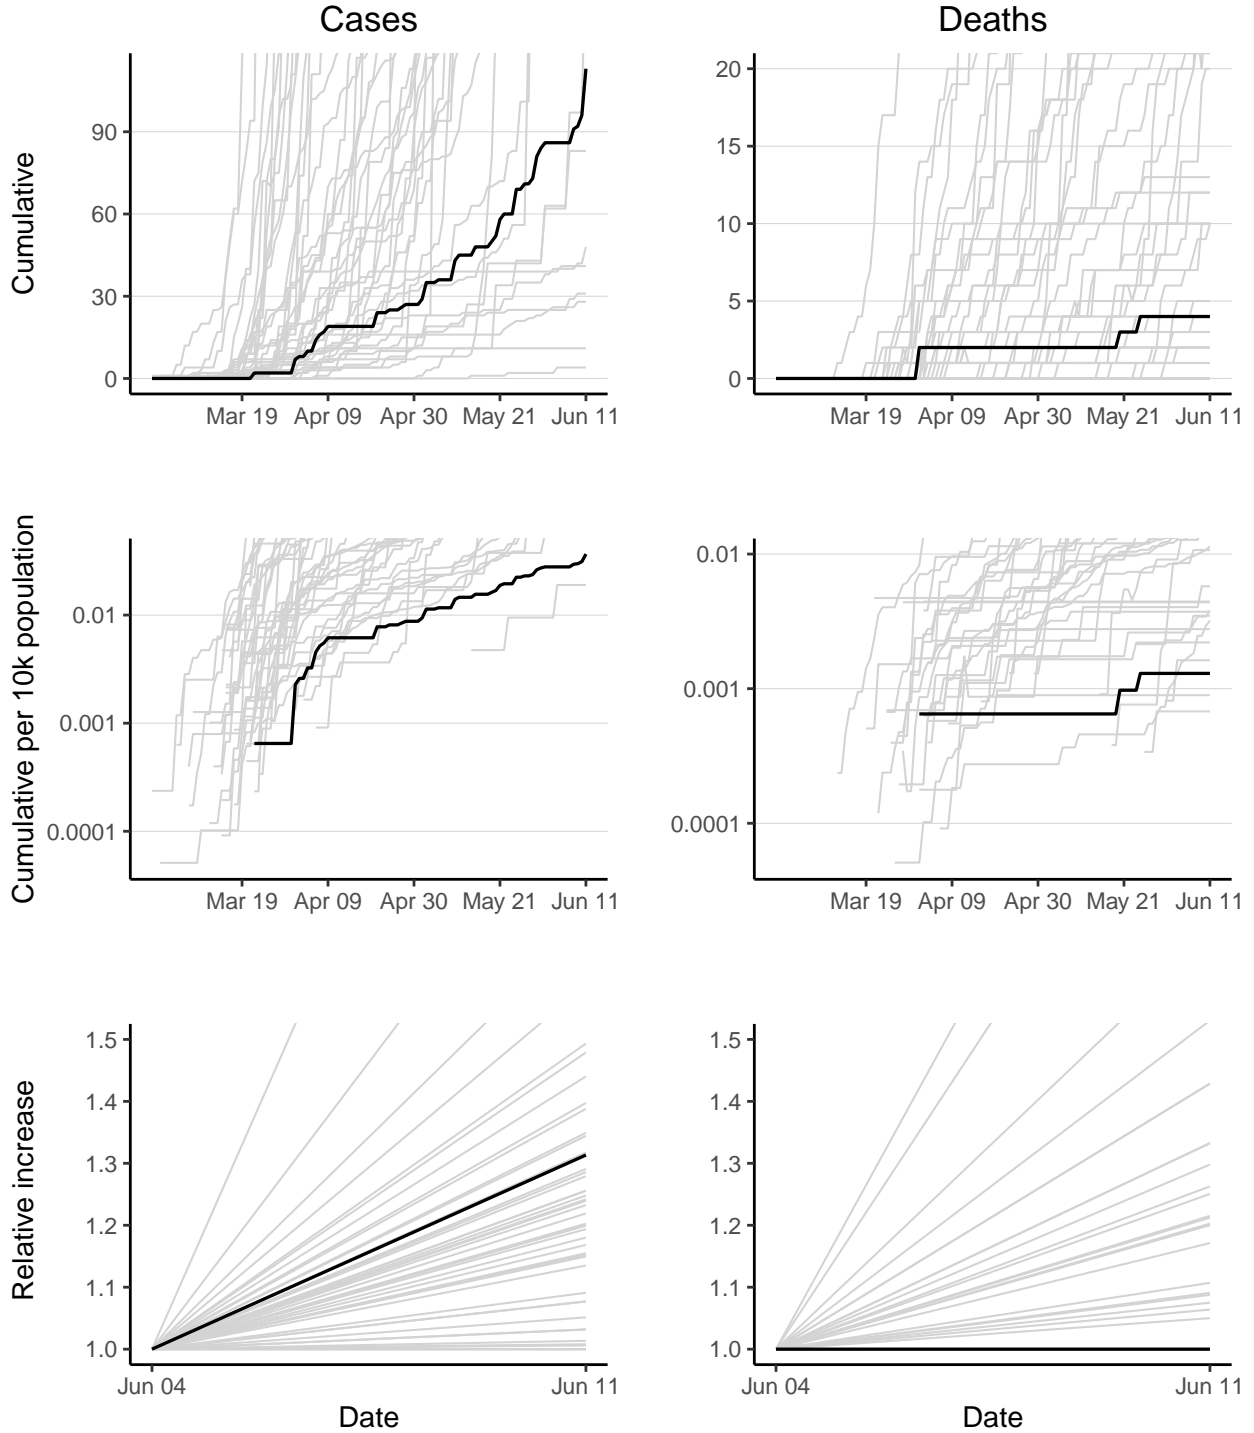 Cases
Deaths
Cumulative
90
60
30
0
Mar 19 Apr 09 Apr 30 May 21 Jun 11
20
15
10
5
0
Mar 19 Apr 09 Apr 30 May 21 Jun 11
Cumulative per 10k population
0.01
0.001
0.0001
Mar 19 Apr 09 Apr 30 May 21 Jun 11
0.01
0.001
0.0001
Mar 19 Apr 09 Apr 30 May 21 Jun 11
Relative increase
1.5
1.4
1.3
1.2
1.1
1.0
Jun 04 Jun 11
Date
1.5
1.4
1.3
1.2
1.1
1.0
Jun 04 Jun 11
Date